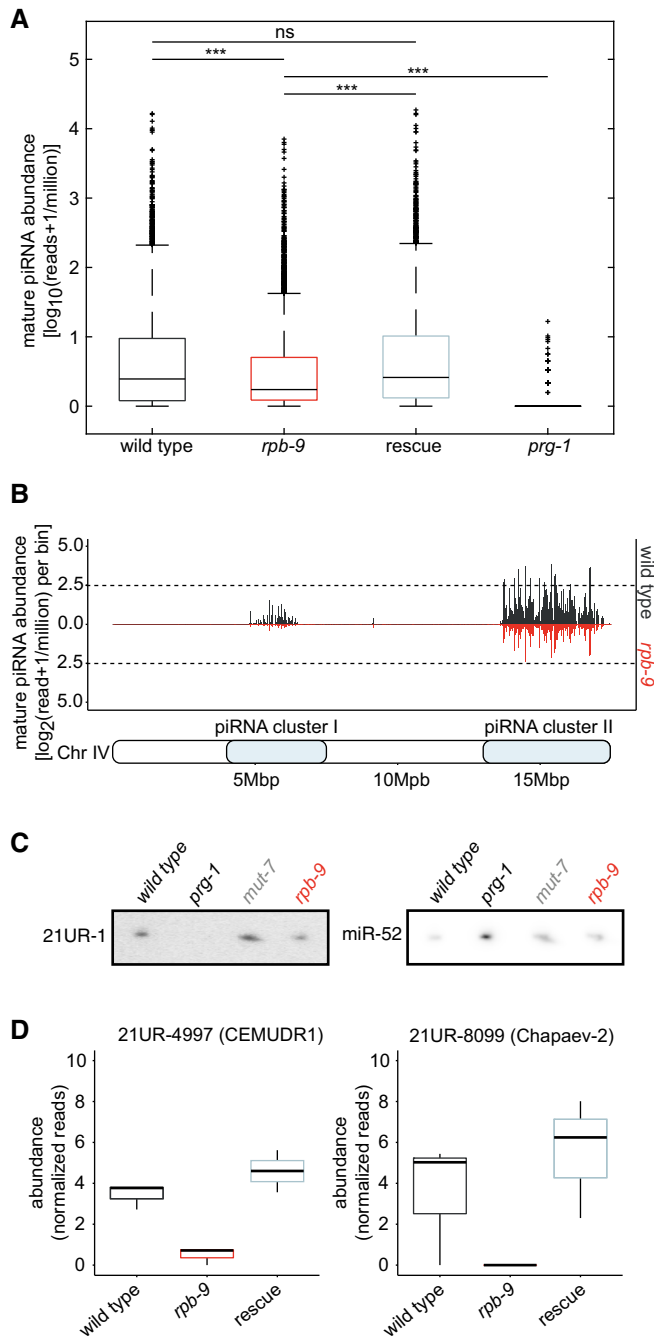 A
ns
***
***
***
mature piRNA abundance
[log10(reads+1/million)]
5
4
3
2
1
0
wild type
rpb-9
rescue
prg-1
B
mature piRNA abundance
[log2(read+1/million) per bin]
5.0
2.5
0.0
2.5
5.0
wild type
rpb-9
piRNA cluster I
piRNA cluster II
Chr IV
5Mbp
10Mpb
15Mbp
C
wild type
prg-1
mut-7
rpb-9
21UR-1
wild type
prg-1
mut-7
rpb-9
miR-52
D
21UR-4997 (CEMUDR1)
abundance
(normalized reads)
10
8
6
4
2
0
wild type
rpb-9
rescue
21UR-8099 (Chapaev-2)
abundance
(normalized reads)
10
8
6
4
2
0
wild type
rpb-9
rescue